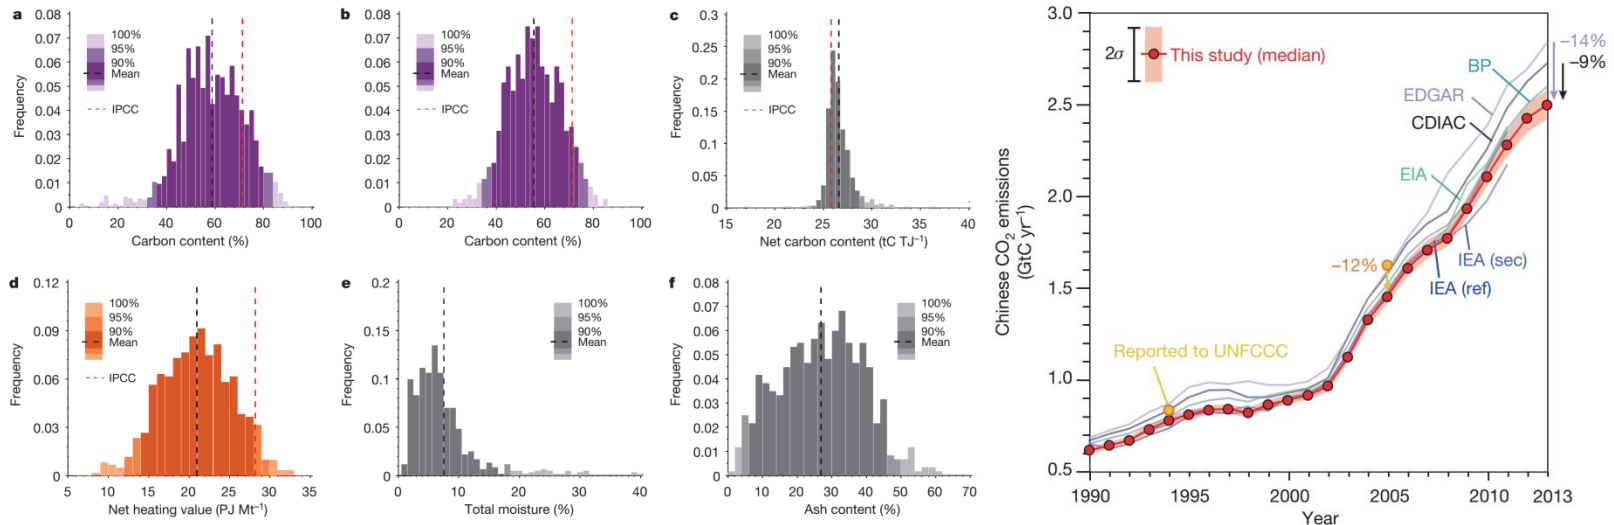 a
0.08
0.07
0.06
0.05
0.04
0.03
0.02
0.01
0
Frequency
100%
95%
90%
Mean
IPCC
0
20
40
60
80
100
Carbon content (%)
b
0.08
0.07
0.06
0.05
0.04
0.03
0.02
0.01
0
Frequency
100%
95%
90%
Mean
IPCC
0
20
40
60
80
100
Carbon content (%)
c
0.3
0.25
0.2
0.15
0.1
0.05
0
Frequency
100%
95%
90%
Mean
IPCC
15
20
25
30
35
40
Net carbon content (tC TJ⁻¹)
d
0.12
0.09
0.06
0.03
0
Frequency
100%
95%
90%
Mean
IPCC
5
10
15
20
25
30
35
Net heating value (PJ Mt⁻¹)
e
0.2
0.15
0.1
0.05
0
Frequency
100%
95%
90%
Mean
0
10
20
30
40
Total moisture (%)
f
0.08
0.07
0.06
0.05
0.04
0.03
0.02
0.01
0
Frequency
100%
95%
90%
Mean
0
10
20
30
40
50
60
70
Ash content (%)
3.0
2.5
2.0
1.5
1.0
0.5
Chinese CO₂ emissions
(GtC yr⁻¹)
2σ
This study (median)
−14%
−9%
BP
EDGAR
CDIAC
EIA
−12%
IEA (sec)
IEA (ref)
Reported to UNFCCC
1990
1995
2000
2005
2010
2013
Year